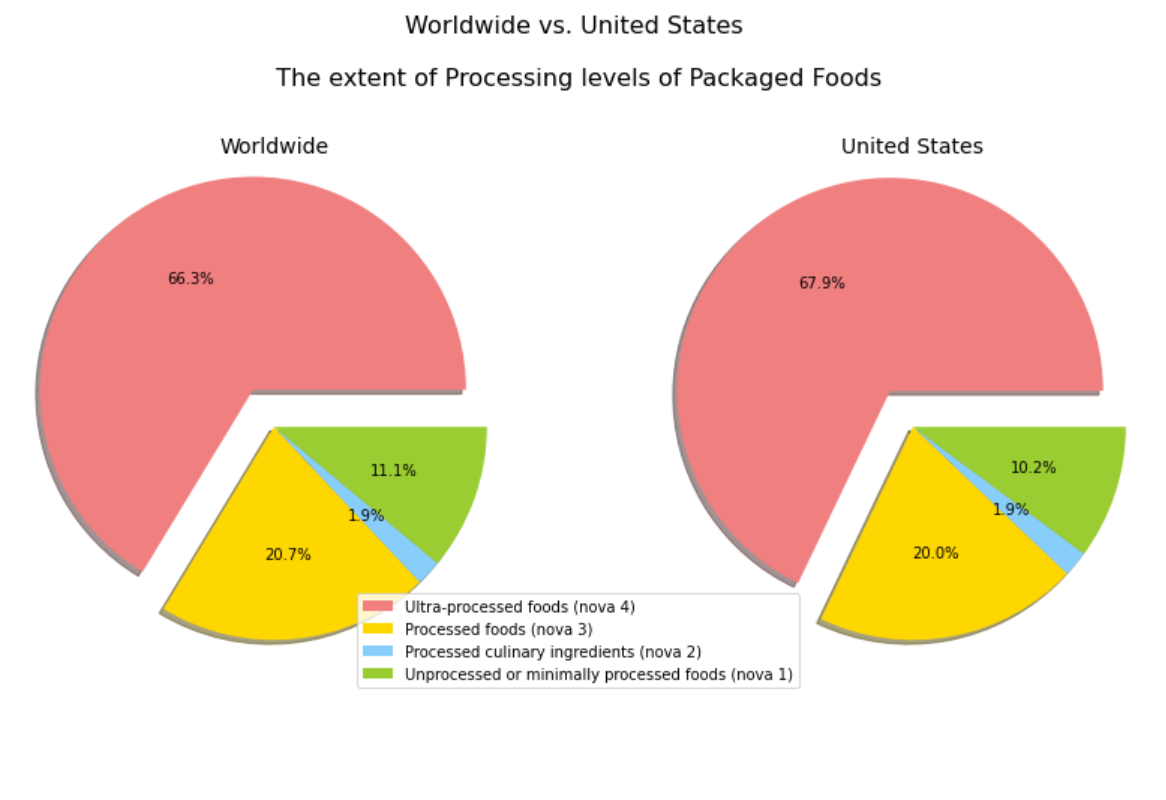 Worldwide vs. United States
The extent of Processing levels of Packaged Foods
Worldwide
66.3%
11.1%
1.9%
20.7%
United States
67.9%
10.2%
1.9%
20.0%
Ultra-processed foods (nova 4)
Processed foods (nova 3)
Processed culinary ingredients (nova 2)
Unprocessed or minimally processed foods (nova 1)